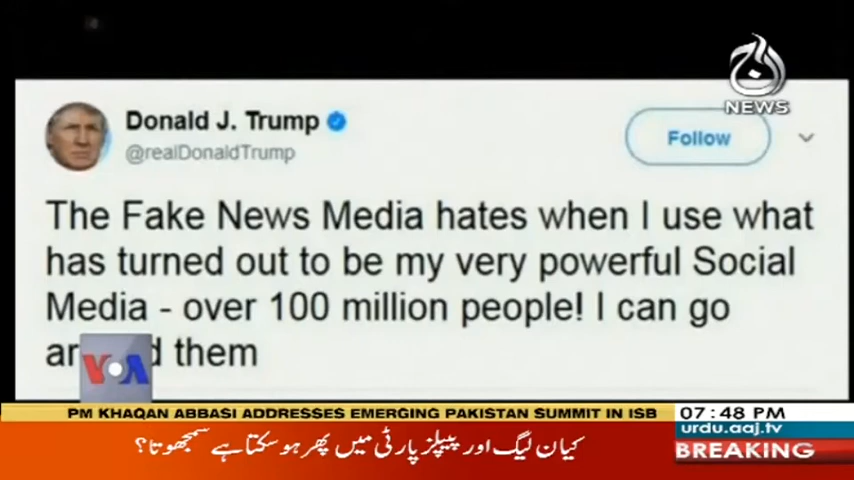 آج
NEWS
Donald J. Trump
@realDonaldTrump
Follow
The Fake News Media hates when I use what
has turned out to be my very powerful Social
Media - over 100 million people! I can go
them
VOA
PM KHAQAN ABBASI ADDRESSES EMERGING PAKISTAN SUMMIT IN ISB
07:48 PM
urdu.aaj.tv
کیا ن لیگ اور پیپلز پارٹی میں پھر ہو سکتا ہے سمجھوتا؟
BREAKING